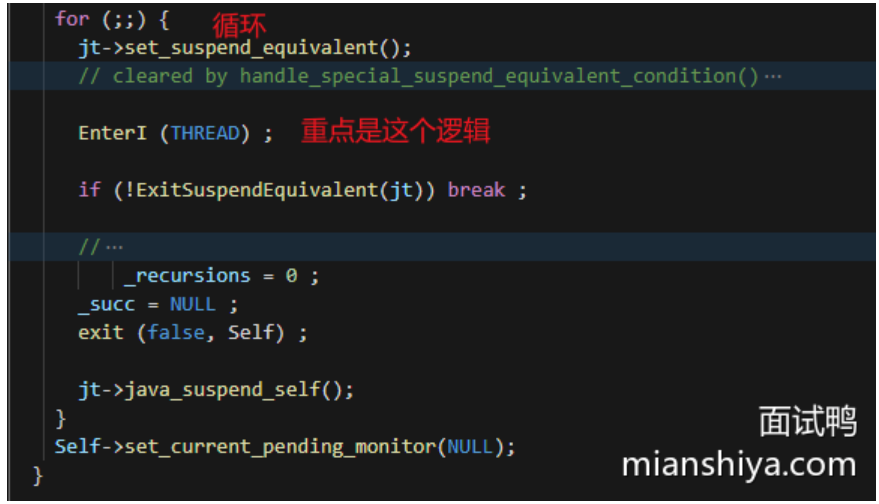 for (;;) { 循环
jt->set_suspend_equivalent();
// cleared by handle_special_suspend_equivalent_condition()⋯
EnterI (THREAD) ; 重点是这个逻辑
if (!ExitSuspendEquivalent(jt)) break ;
//⋯
_recursions = 0 ;
_succ = NULL ;
exit (false, Self) ;
jt->java_suspend_self();
}
Self->set_current_pending_monitor(NULL);
}
面试鸭
mianshiya.com